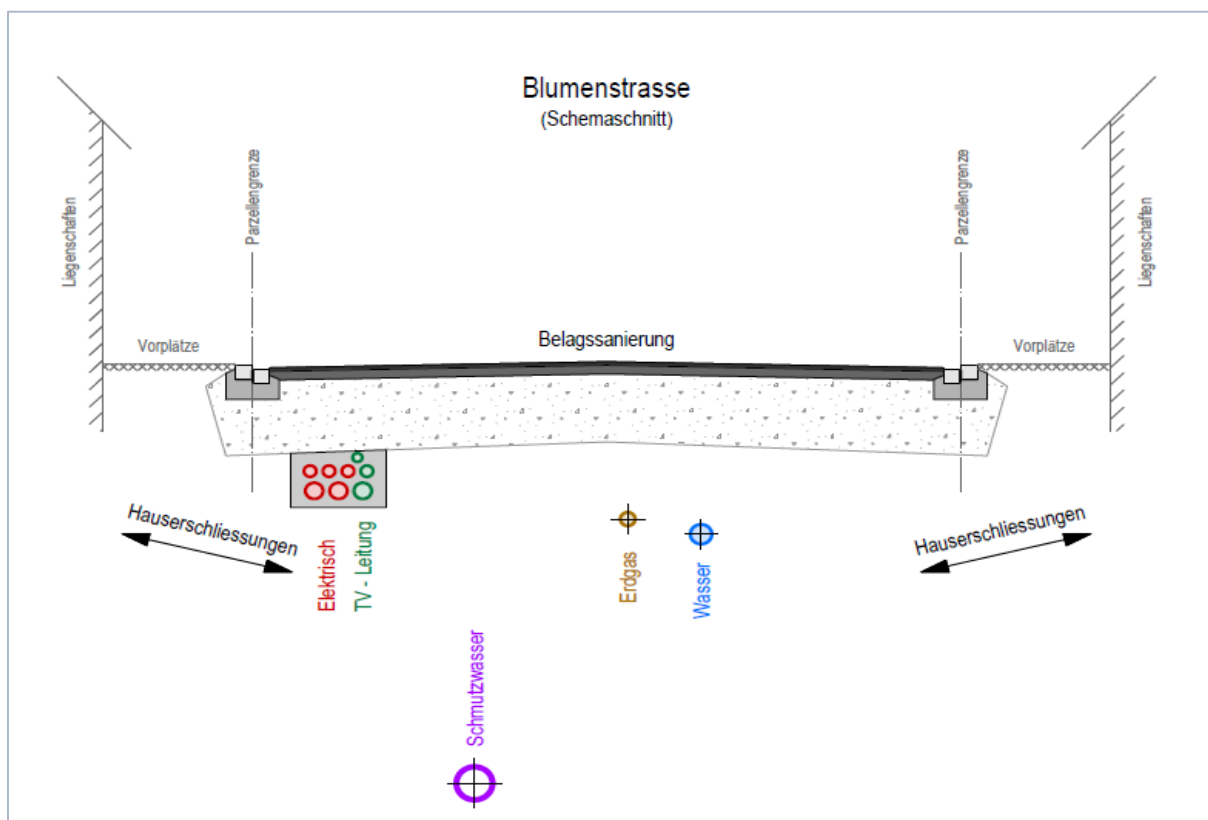 Blumenstrasse
(Schemaschnitt)
Liegenschaften
Parzellengrenze
Parzellengrenze
Liegenschaften
Vorplätze
Belagssanierung
Vorplätze
Hauserschliessungen
Elektrisch
TV - Leitung
Erdgas
Wasser
Hauserschliessungen
Schmutzwasser